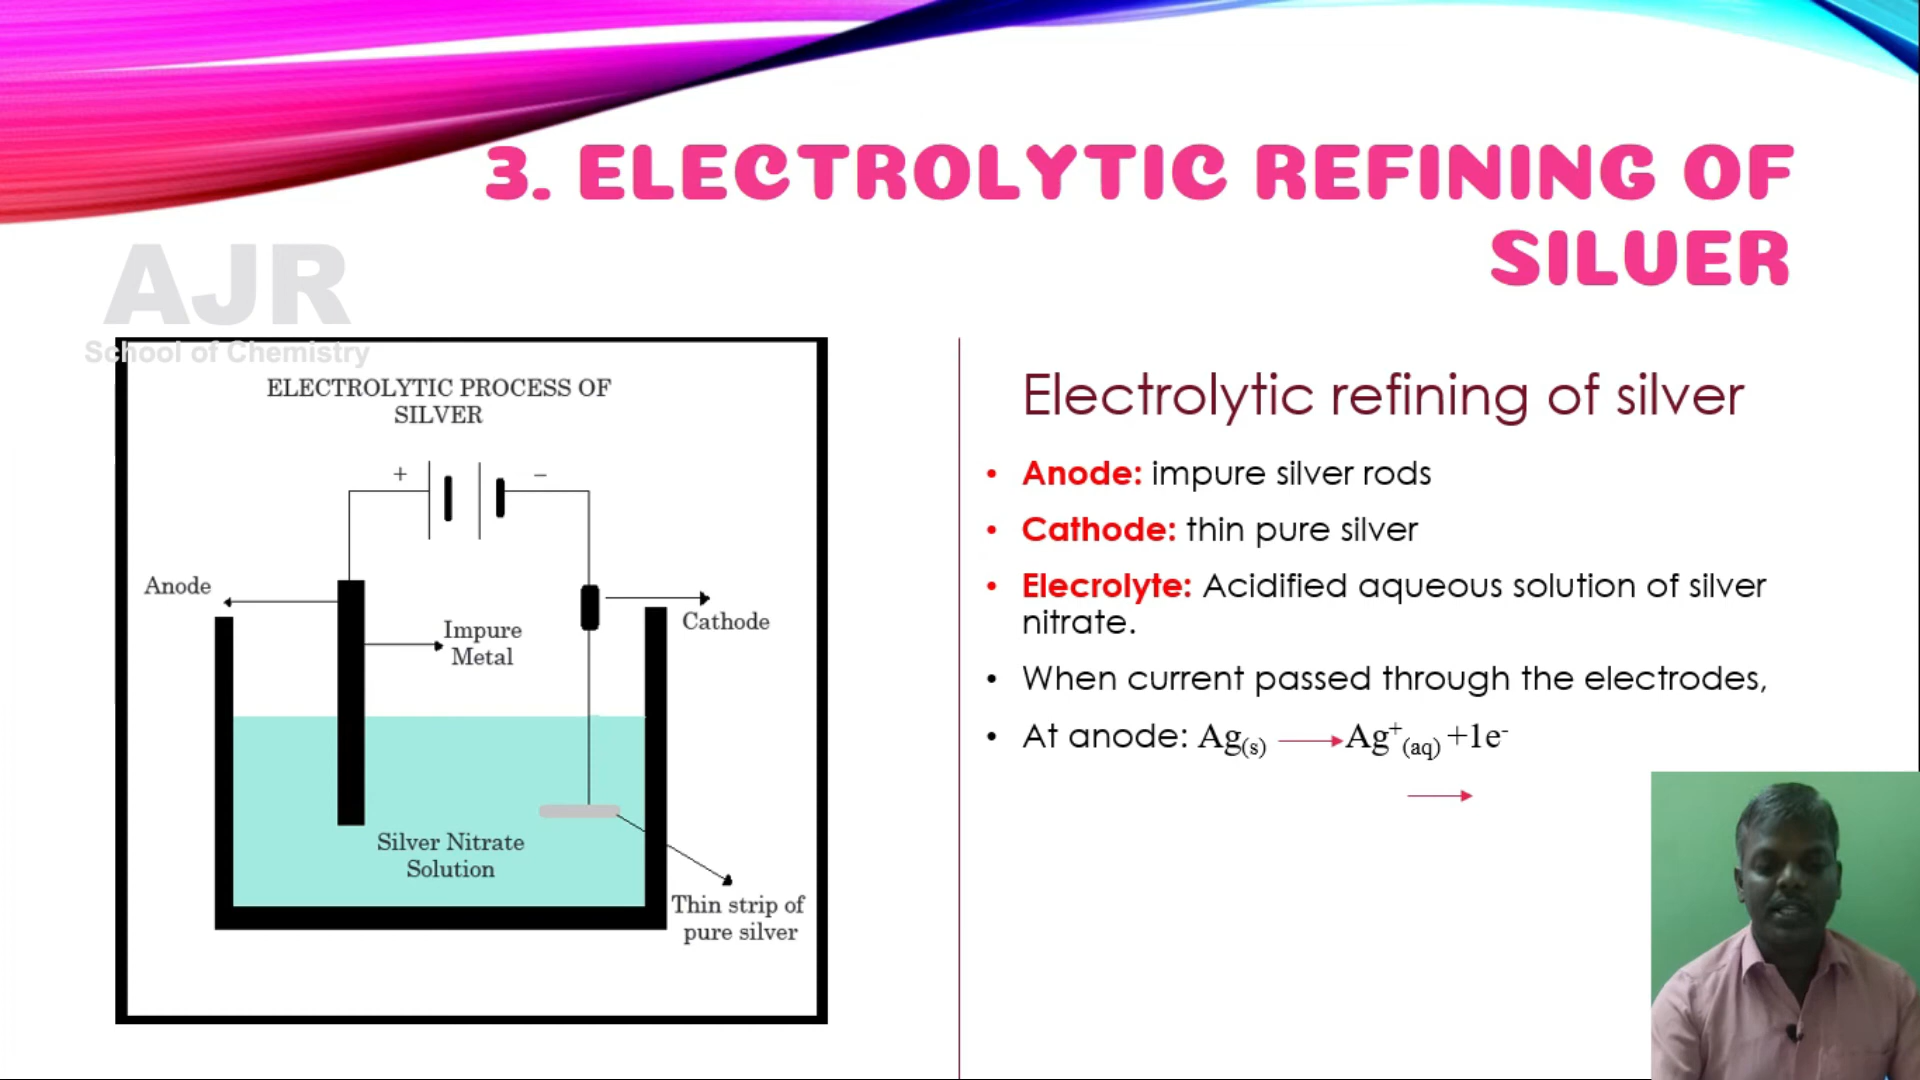 3. ELECTROLYTIC REFINING OF
SILUER
AJR
School of Chemistry
ELECTROLYTIC PROCESS OF
SILVER
+
−
Anode
Impure
Metal
Cathode
Silver Nitrate
Solution
Thin strip of
pure silver
Electrolytic refining of silver
• Anode: impure silver rods
• Cathode: thin pure silver
• Elecrolyte: Acidified aqueous solution of silver
nitrate.
• When current passed through the electrodes,
• At anode: Ag(s) ⟶ Ag⁺(aq) +1e⁻
⟶